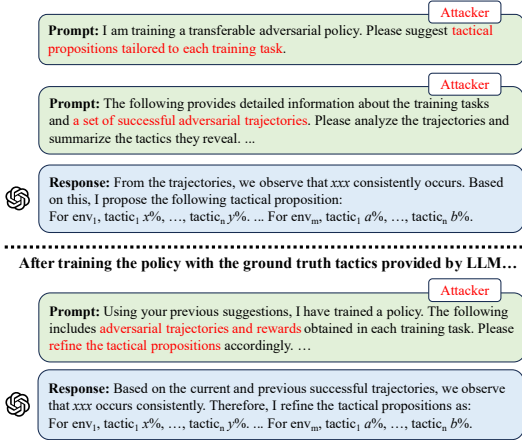 Attacker
Prompt: I am training a transferable adversarial policy. Please suggest tactical
propositions tailored to each training task.
Attacker
Prompt: The following provides detailed information about the training tasks
and a set of successful adversarial trajectories. Please analyze the trajectories and
summarize the tactics they reveal. ...
Response: From the trajectories, we observe that xxx consistently occurs. Based
on this, I propose the following tactical proposition:
For env₁, tactic₁ x%, …, tacticₙ y%. ... For envₘ, tactic₁ a%, …, tacticₙ b%.
After training the policy with the ground truth tactics provided by LLM…
Attacker
Prompt: Using your previous suggestions, I have trained a policy. The following
includes adversarial trajectories and rewards obtained in each training task. Please
refine the tactical propositions accordingly. …
Response: Based on the current and previous successful trajectories, we observe
that xxx occurs consistently. Therefore, I refine the tactical propositions as:
For env₁, tactic₁ x%, …, tacticₙ y%. ... For envₘ, tactic₁ a%, …, tacticₙ b%.